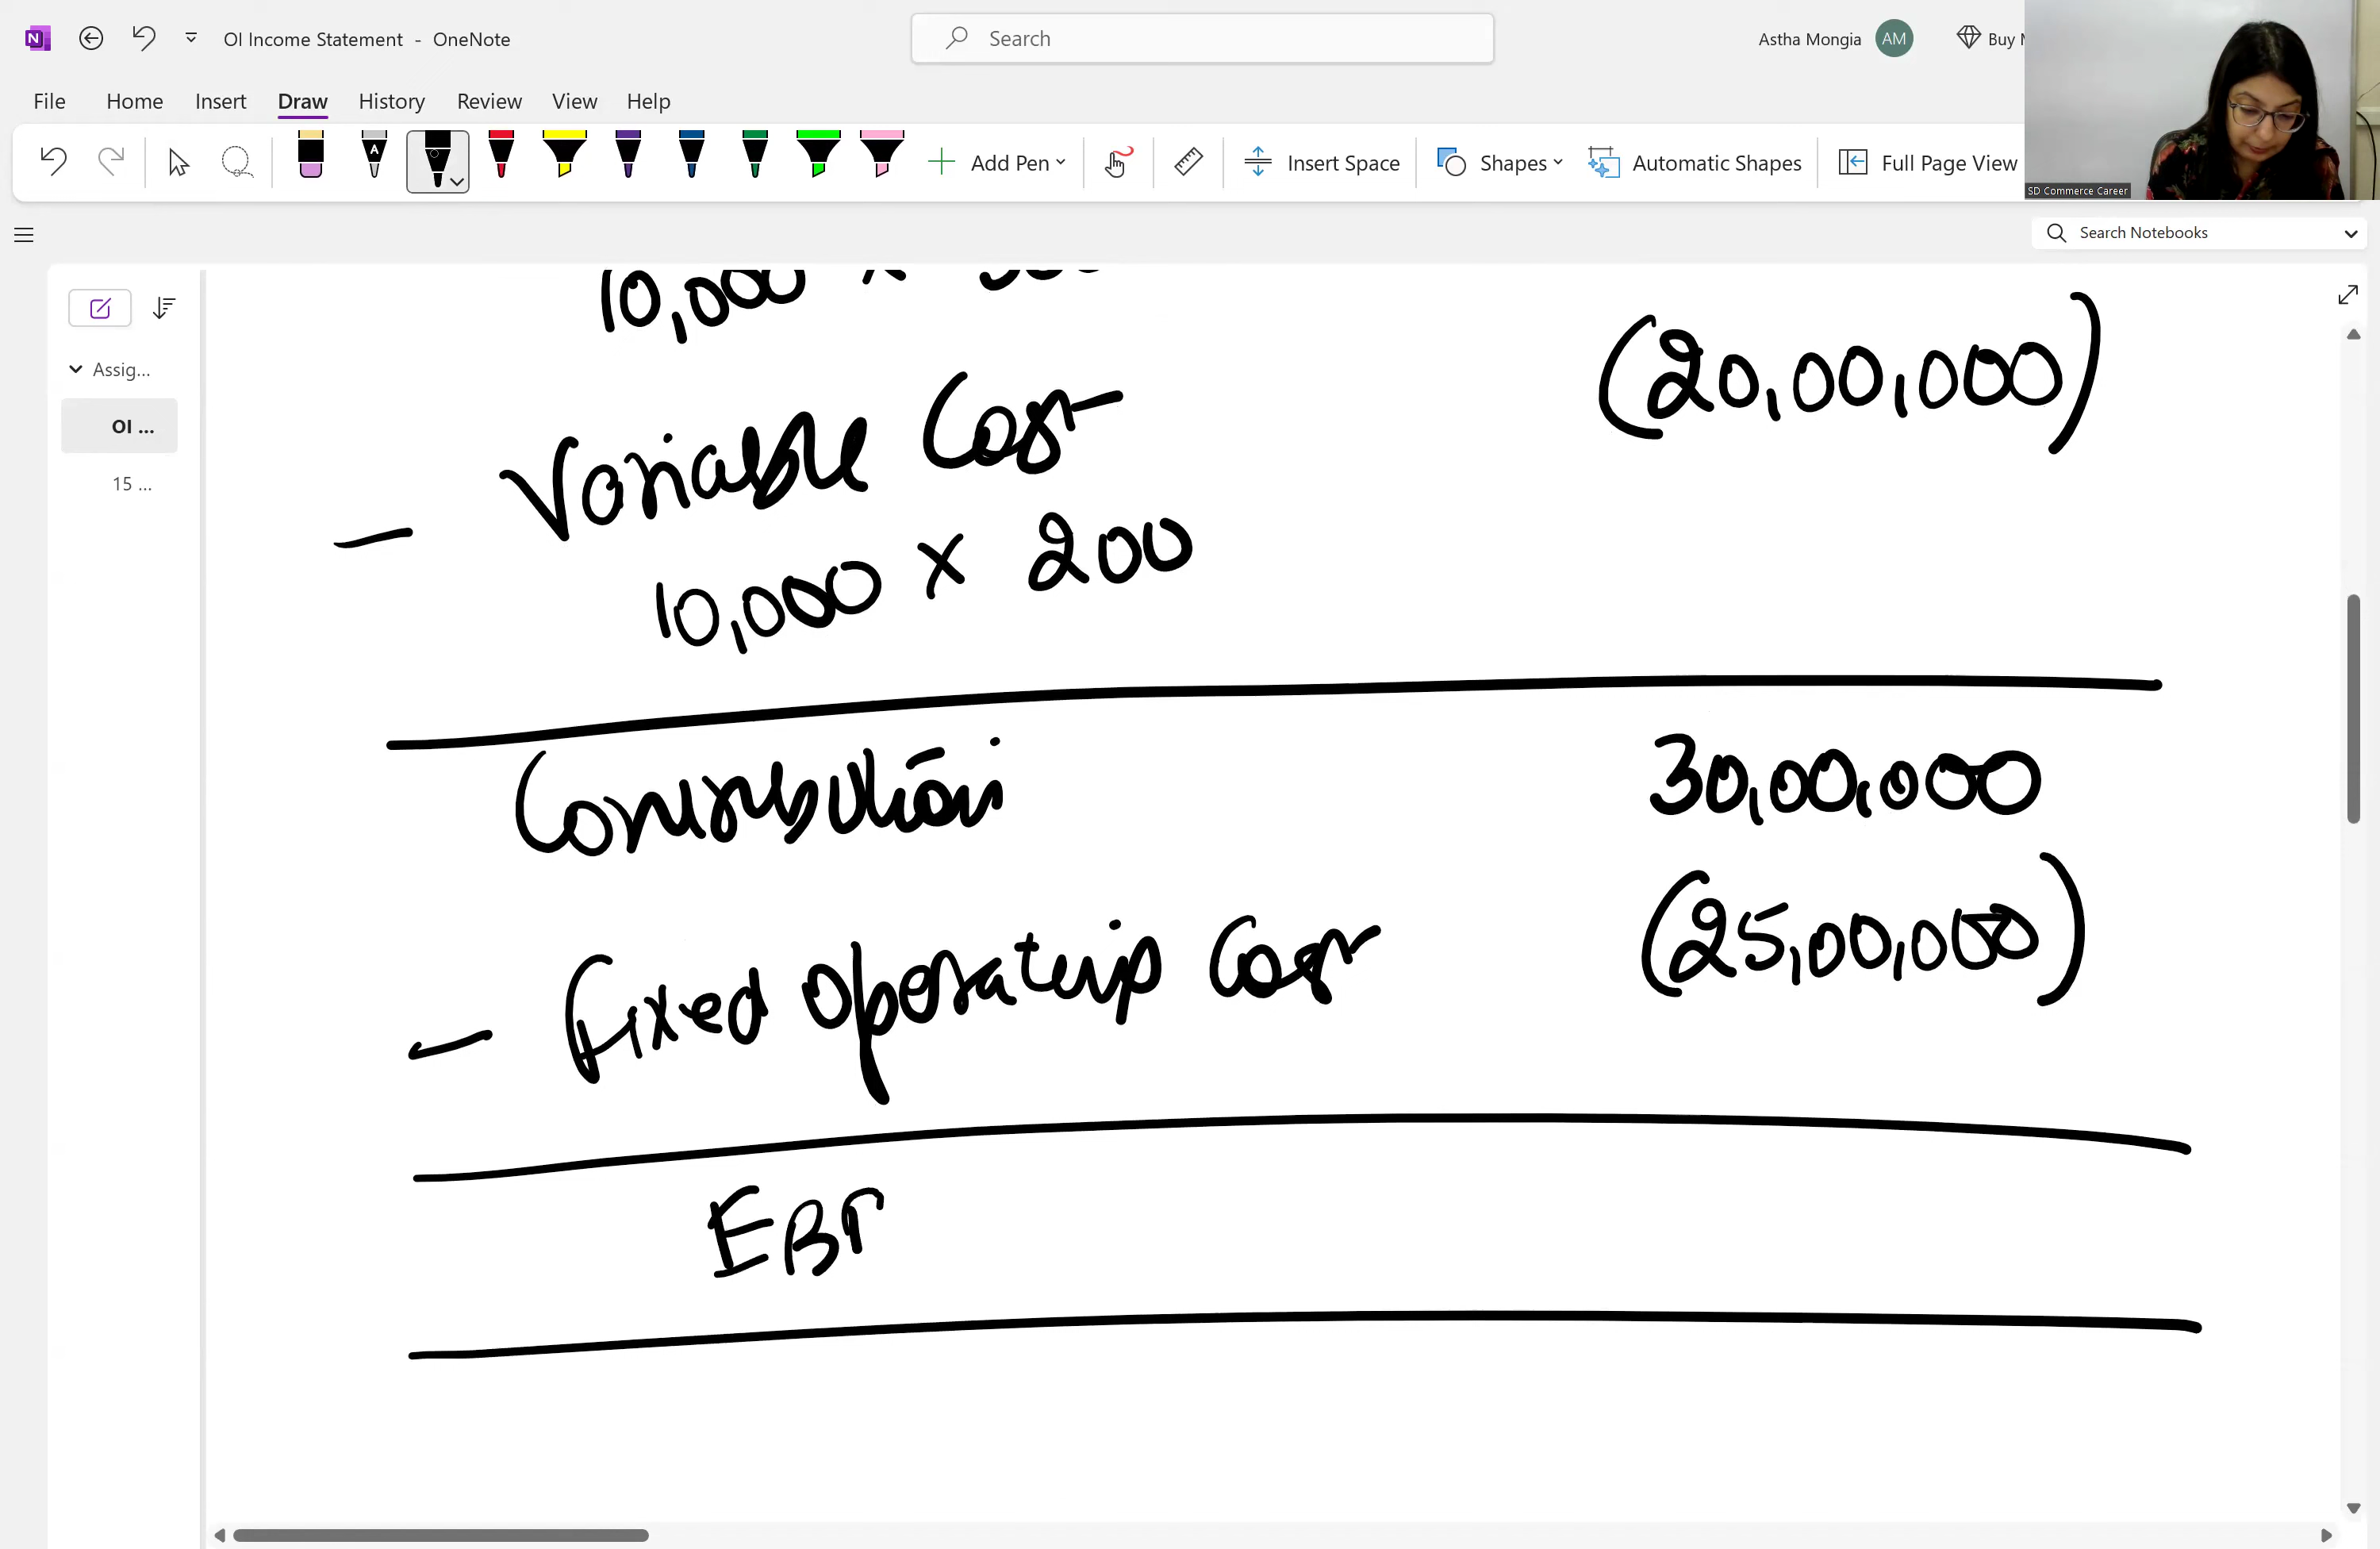 OI Income Statement - OneNote
Search
Astha Mongia AM
Buy
File Home Insert Draw History Review View Help
Add Pen
Insert Space
Shapes
Automatic Shapes
Full Page View
SD Commerce Career
Search Notebooks
Assig...
OI ...
15 ...
10,000 ×
(20,00,000)
— Variable Cost
10,000 × 200
Contribution 30,00,000
— Fixed operating Cost (25,00,000)
EBI